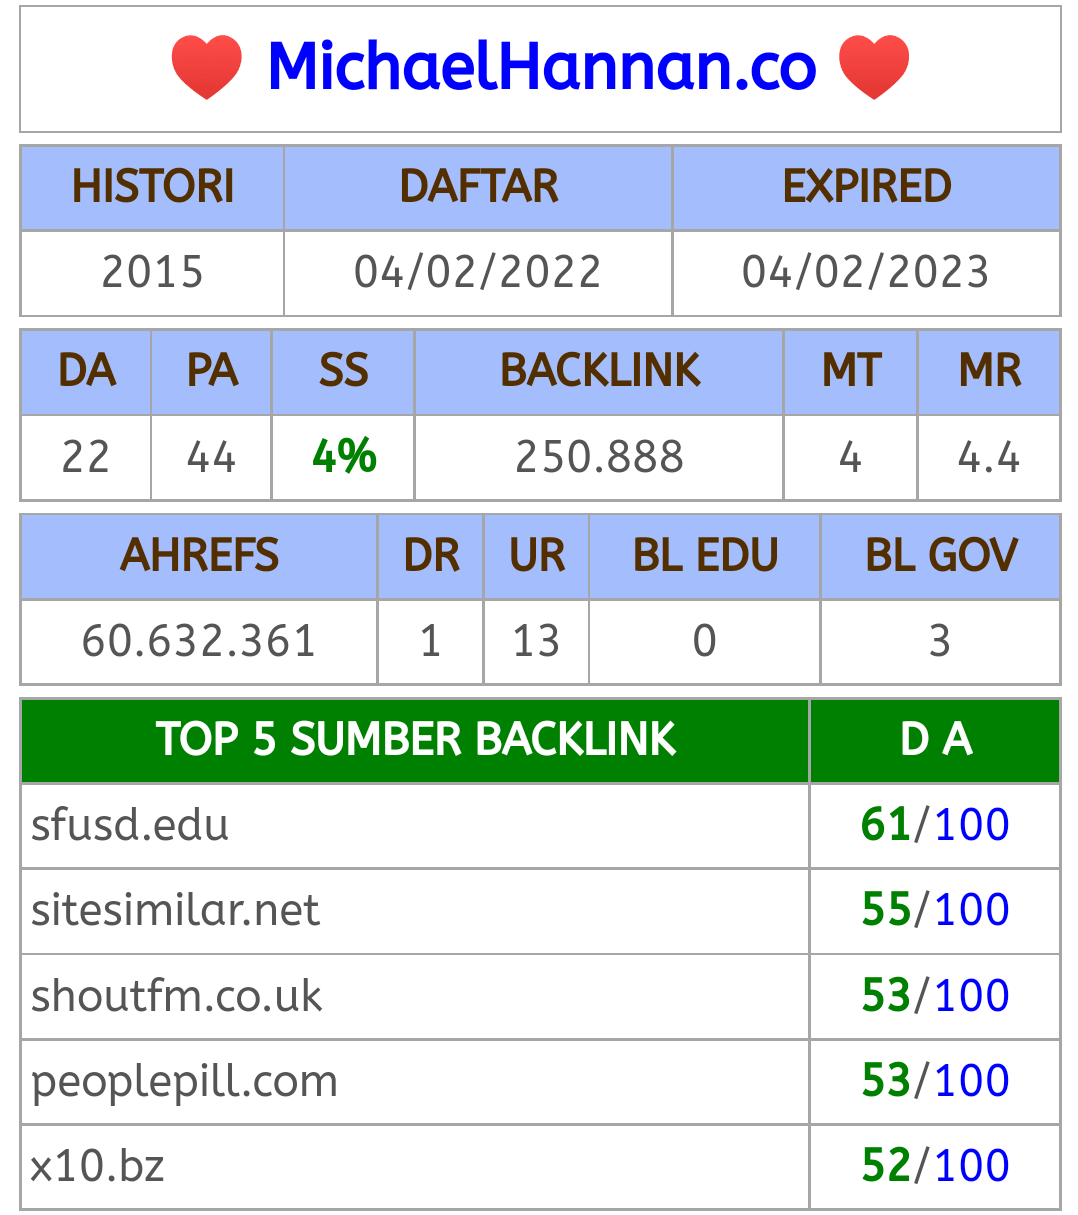 MichaelHannan.co
HISTORI DAFTAR EXPIRED
2015 04/02/2022 04/02/2023
DA PA SS BACKLINK MT MR
22 44 4% 250.888 4 4.4
AHREFS DR UR BL EDU BL GOV
60.632.361 1 13 0 3
TOP 5 SUMBER BACKLINK D A
sfusd.edu 61/100
sitesimilar.net 55/100
shoutfm.co.uk 53/100
peoplepill.com 53/100
x10.bz 52/100